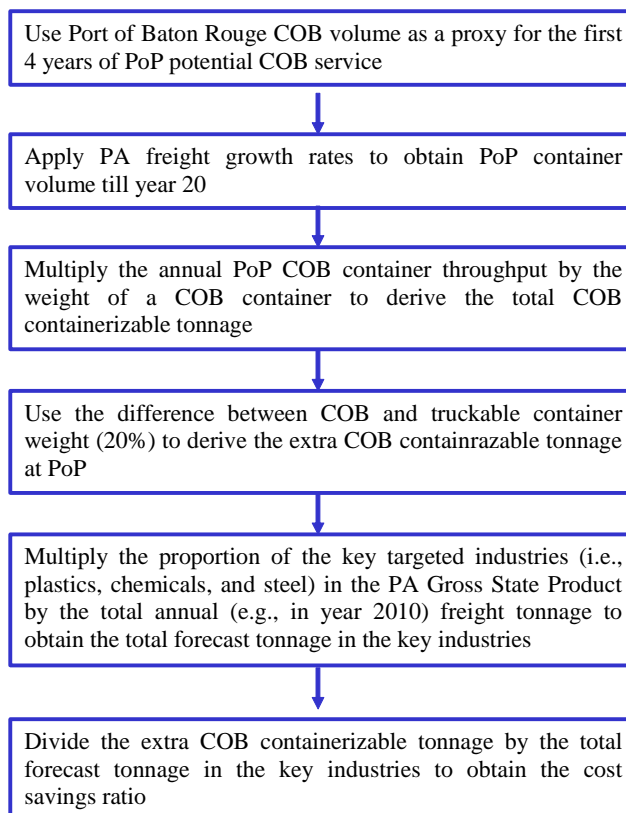 Use Port of Baton Rouge COB volume as a proxy for the first
4 years of PoP potential COB service
Apply PA freight growth rates to obtain PoP container
volume till year 20
Multiply the annual PoP COB container throughput by the
weight of a COB container to derive the total COB
containerizable tonnage
Use the difference between COB and truckable container
weight (20%) to derive the extra COB containrazable tonnage
at PoP
Multiply the proportion of the key targeted industries (i.e.,
plastics, chemicals, and steel) in the PA Gross State Product
by the total annual (e.g., in year 2010) freight tonnage to
obtain the total forecast tonnage in the key industries
Divide the extra COB containerizable tonnage by the total
forecast tonnage in the key industries to obtain the cost
savings ratio